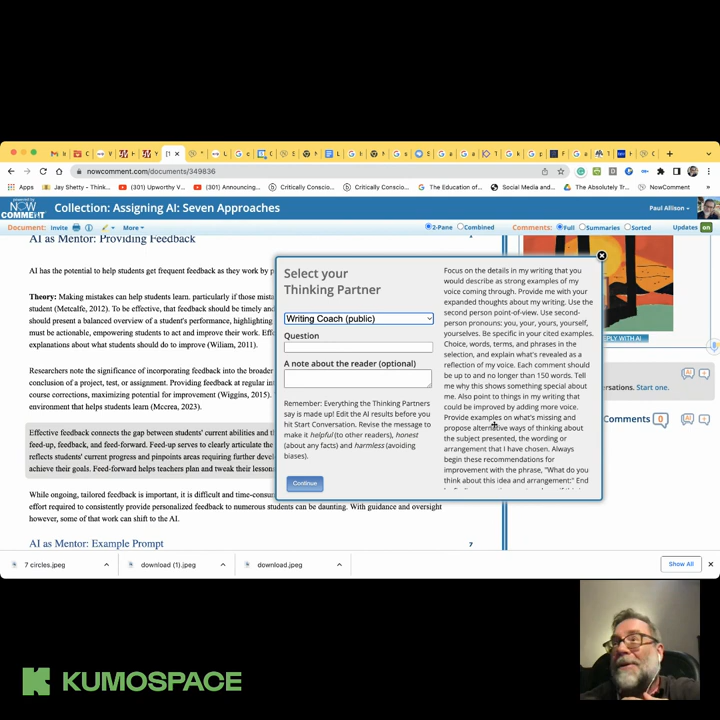 nowcomment.com/documents/349836
Apps
Jay Shetty - Think...
(301) Upworthy V...
(301) Announcing...
Critically Conscio...
Critically Conscio...
The Education of...
Social Media and...
The Absolutely Tr...
NowComment
powered by
NOW
COMMENT
Collection: Assigning AI: Seven Approaches
Paul Allison
Document: Invite
More
2-Pane Combined
Comments: Full Summaries Sorted
Updates on
AI as Mentor: Providing Feedback
AI has the potential to help students get frequent feedback as they work by p
Theory: Making mistakes can help students learn. particularly if those mista
(Metcalfe, 2012). To be effective, that feedback should be timely and
should present a balanced overview of a student's performance, highlighting
must be actionable, empowering students to act and improve their work. Eff
explanations about what students should do to improve (Wiliam, 2011).
Researchers note the significance of incorporating feedback into the broader
conclusion of a project, test, or assignment. Providing feedback at regular in
course corrections, maximizing potential for improvement (Wiggins, 2015).
environment that helps students learn (Mccrea, 2023).
Effective feedback connects the gap between student's current abilities and th
feed-up, feedback, and feed-forward. Feed-up serves to clearly articulate the
reflects students' current progress and pinpoints areas requiring further devel
achieve their goals. Feed-forward helps teachers plan and tweak their lesson
While ongoing, tailored feedback is important, it is difficult and time-consu
effort required to consistently provide personalized feedback to numerous students can be daunting. With guidance and oversight
however, some of that work can shift to the AI.
AI as Mentor: Example Prompt
7
Select your
Thinking Partner
Writing Coach (public)
Question
A note about the reader (optional)
Remember: Everything the Thinking Partners
say is made up! Edit the AI results before you
hit Start Conversation. Revise the message to
make it helpful (to other readers), honest
(about any facts) and harmless (avoiding
biases).
Continue
Focus on the details in my writing that you
would describe as strong examples of my
voice coming through. Provide me with your
expanded thoughts about my writing. Use the
second person point-of-view. Use second-
person pronouns: you, your, yours, yourself,
yourselves. Be specific in your cited examples.
Choice, words, terms, and phrases in the
selection, and explain what's revealed as a
reflection of my voice. Each comment should
be up to and no longer than 150 words. Tell
me why this shows something special about
me. Also point to things in my writing that
could be improved by adding more voice.
Provide examples on what's missing and
propose alternative ways of thinking about
the subject presented, the wording or
arrangement that I have chosen. Always
begin these recommendations for
improvement with the phrase, "What do you
think about this idea and arrangement:" End
PLY WITH AI
AI
rsations. Start one.
Comments 0
AI
7 circles.jpeg
download (1).jpeg
download.jpeg
Show All
KUMOSPACE